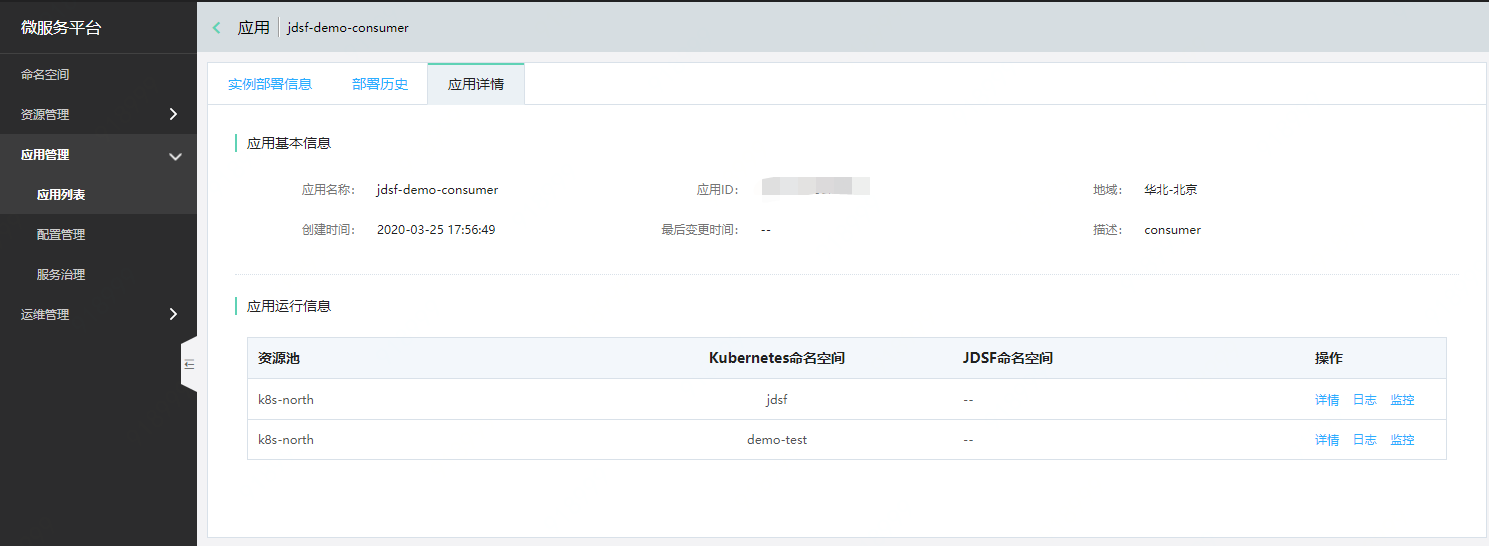 微服务平台
命名空间
资源管理
应用管理
应用列表
配置管理
服务治理
运维管理
应用 jdsf-demo-consumer
实例部署信息 部署历史 应用详情
应用基本信息
应用名称： jdsf-demo-consumer 应用ID： 地域： 华北-北京
创建时间： 2020-03-25 17:56:49 最后变更时间： -- 描述： consumer
应用运行信息
资源池 Kubernetes命名空间 JDSF命名空间 操作
k8s-north jdsf -- 详情 日志 监控
k8s-north demo-test -- 详情 日志 监控